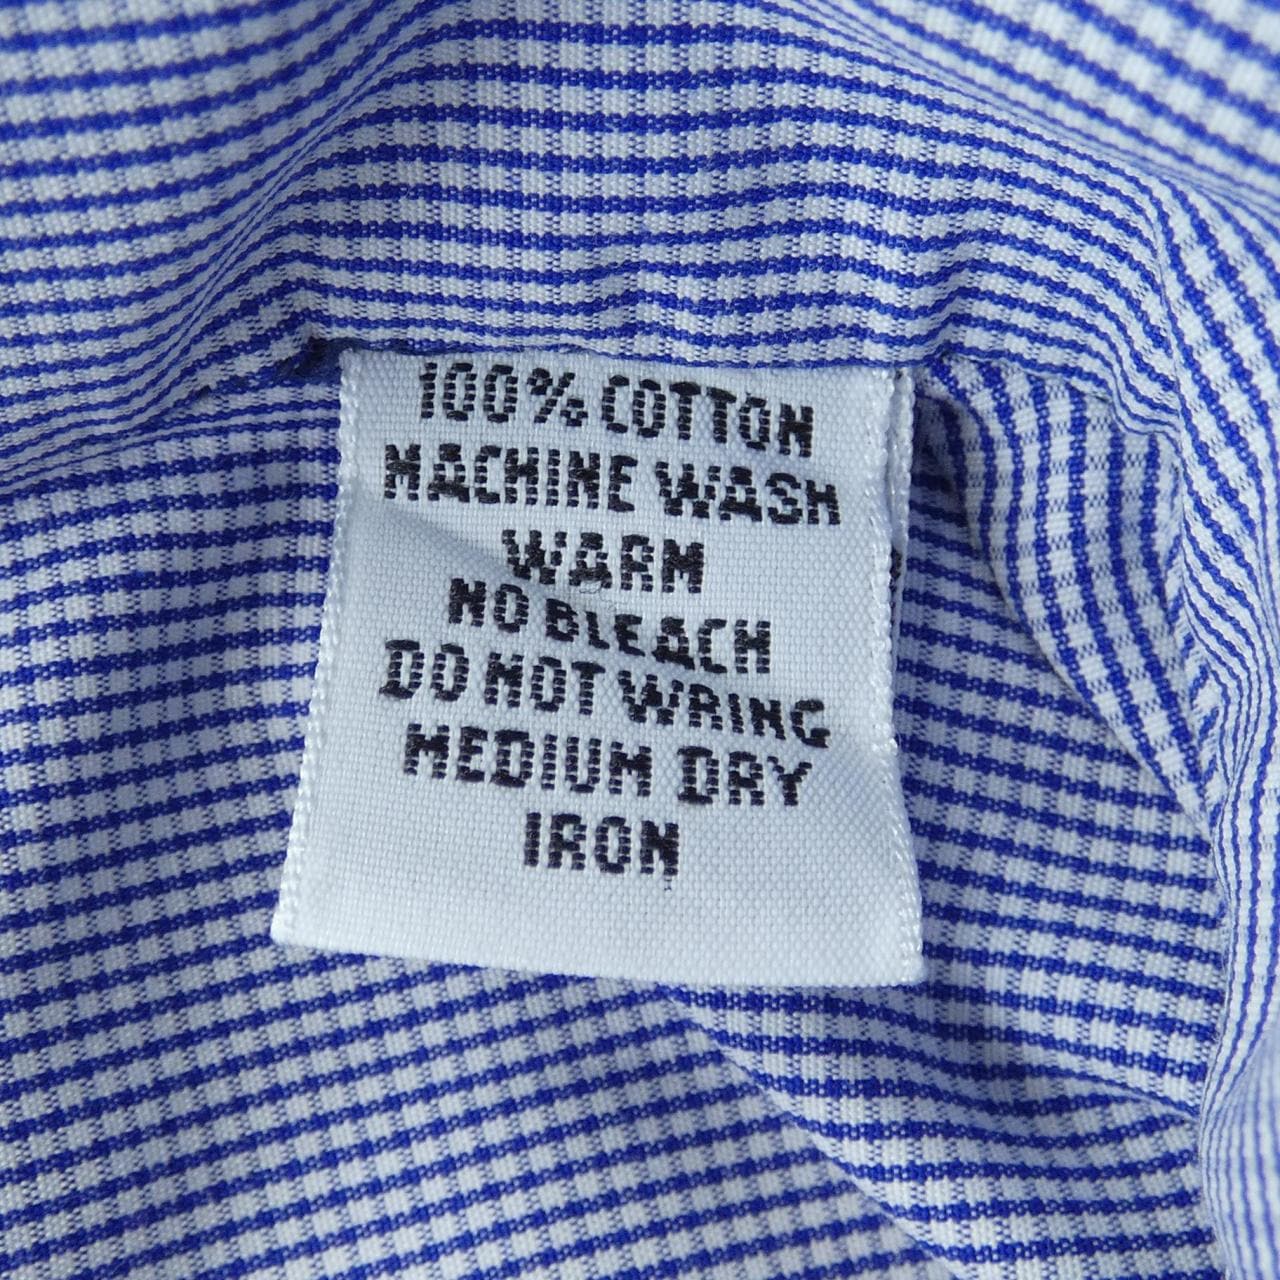 100% COTTON
MACHINE WASH
WARM
NO BLEACH
DO NOT WRING
MEDIUM DRY
IRON